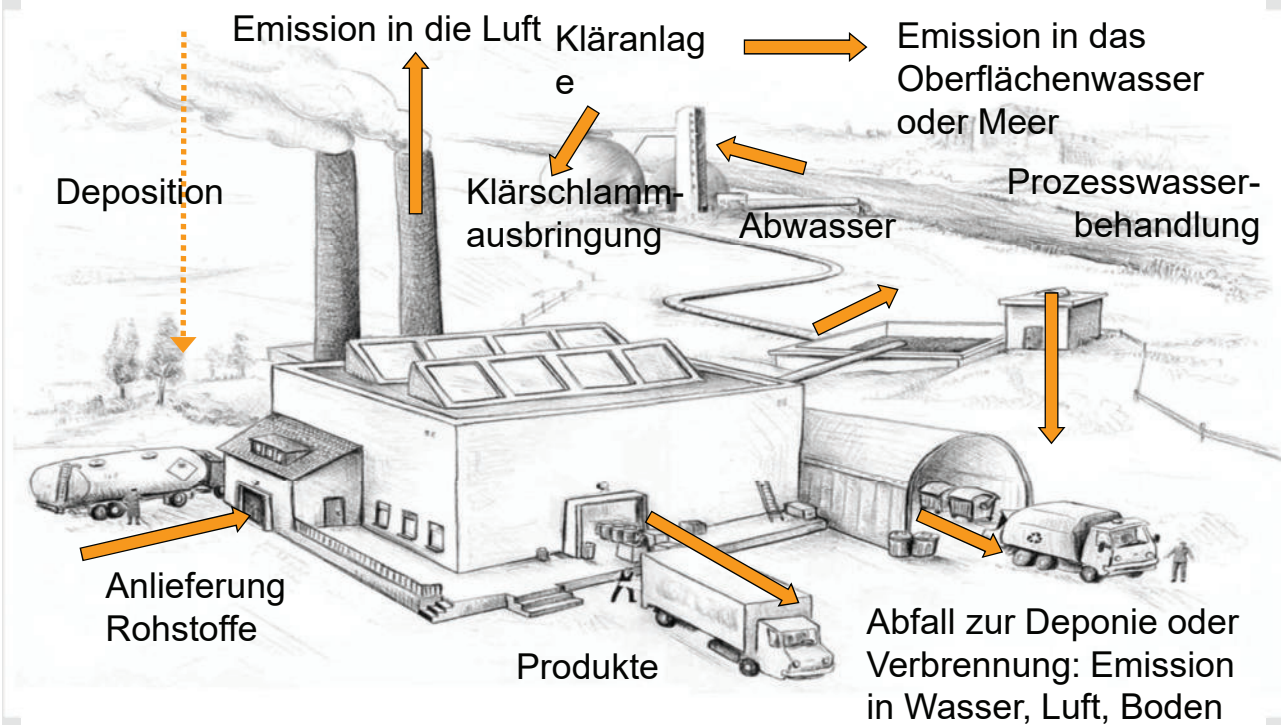 Emission in die Luft
Kläranlag
e
Emission in das
Oberflächenwasser
oder Meer
Deposition
Klärschlamm-
ausbringung
Abwasser
Prozesswasser-
behandlung
Anlieferung
Rohstoffe
Produkte
Abfall zur Deponie oder
Verbrennung: Emission
in Wasser, Luft, Boden